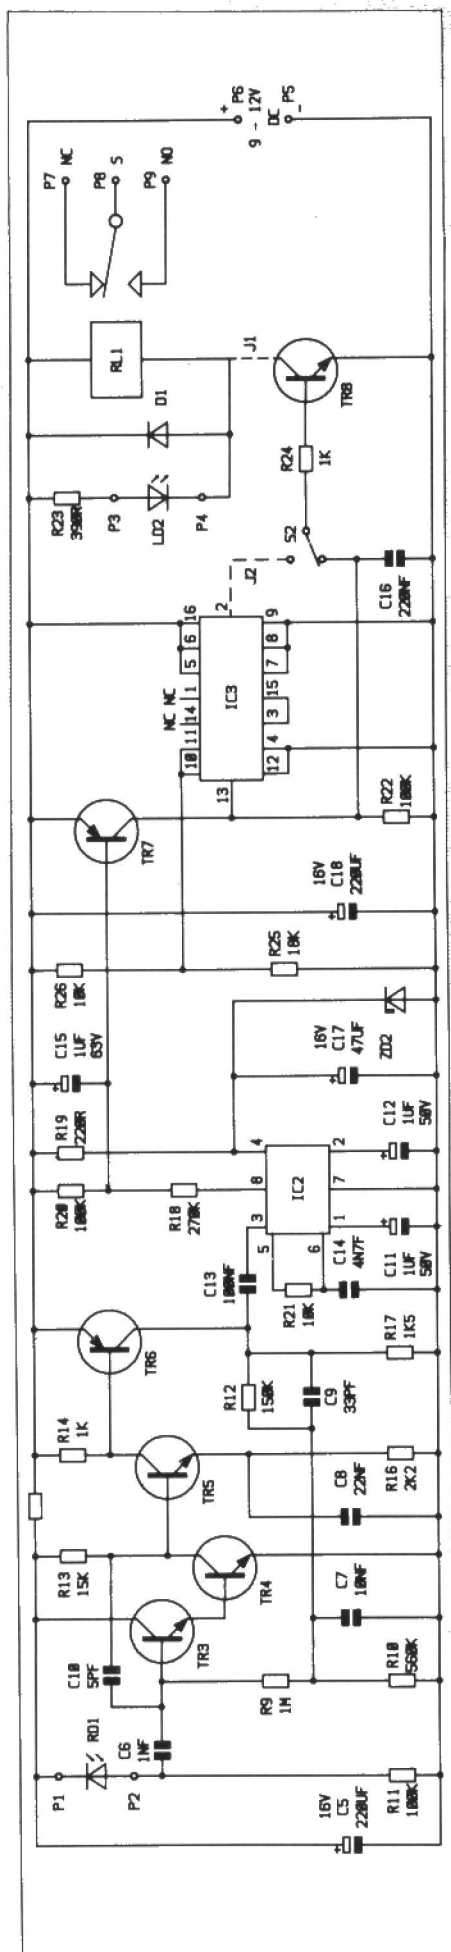 16V
C5
220UF
P1
P2
RD1
R11
100K
C6
1NF
C10
5PF
R13
15K
TR3
R9
1M
R10
560K
TR4
C7
10NF
R14
1K
TR5
C8
22NF
R16
2K2
TR6
R12
150K
C9
33PF
R17
1K5
C13
100NF
R21
10K
C14
4N7F
C11
1UF
50V
R20
100K
R19
220R
R18
270K
3
8
4
5
IC2
6
1
7
2
C12
1UF
50V
C15
1UF
63V
16V
C17
47UF
ZD2
R26
10K
R25
10K
16V
C18
220UF
TR7
R22
100K
NC NC
10
11
14
1
5
6
16
13
IC3
2
12
4
3
15
7
8
9
J2
S2
C16
220NF
R23
390R
P3
LD2
P4
D1
R24
1K
RL1
J1
TR8
P7
NC
P8
S
P9
NO
+
P6
9 - 12V
DC
P5
-